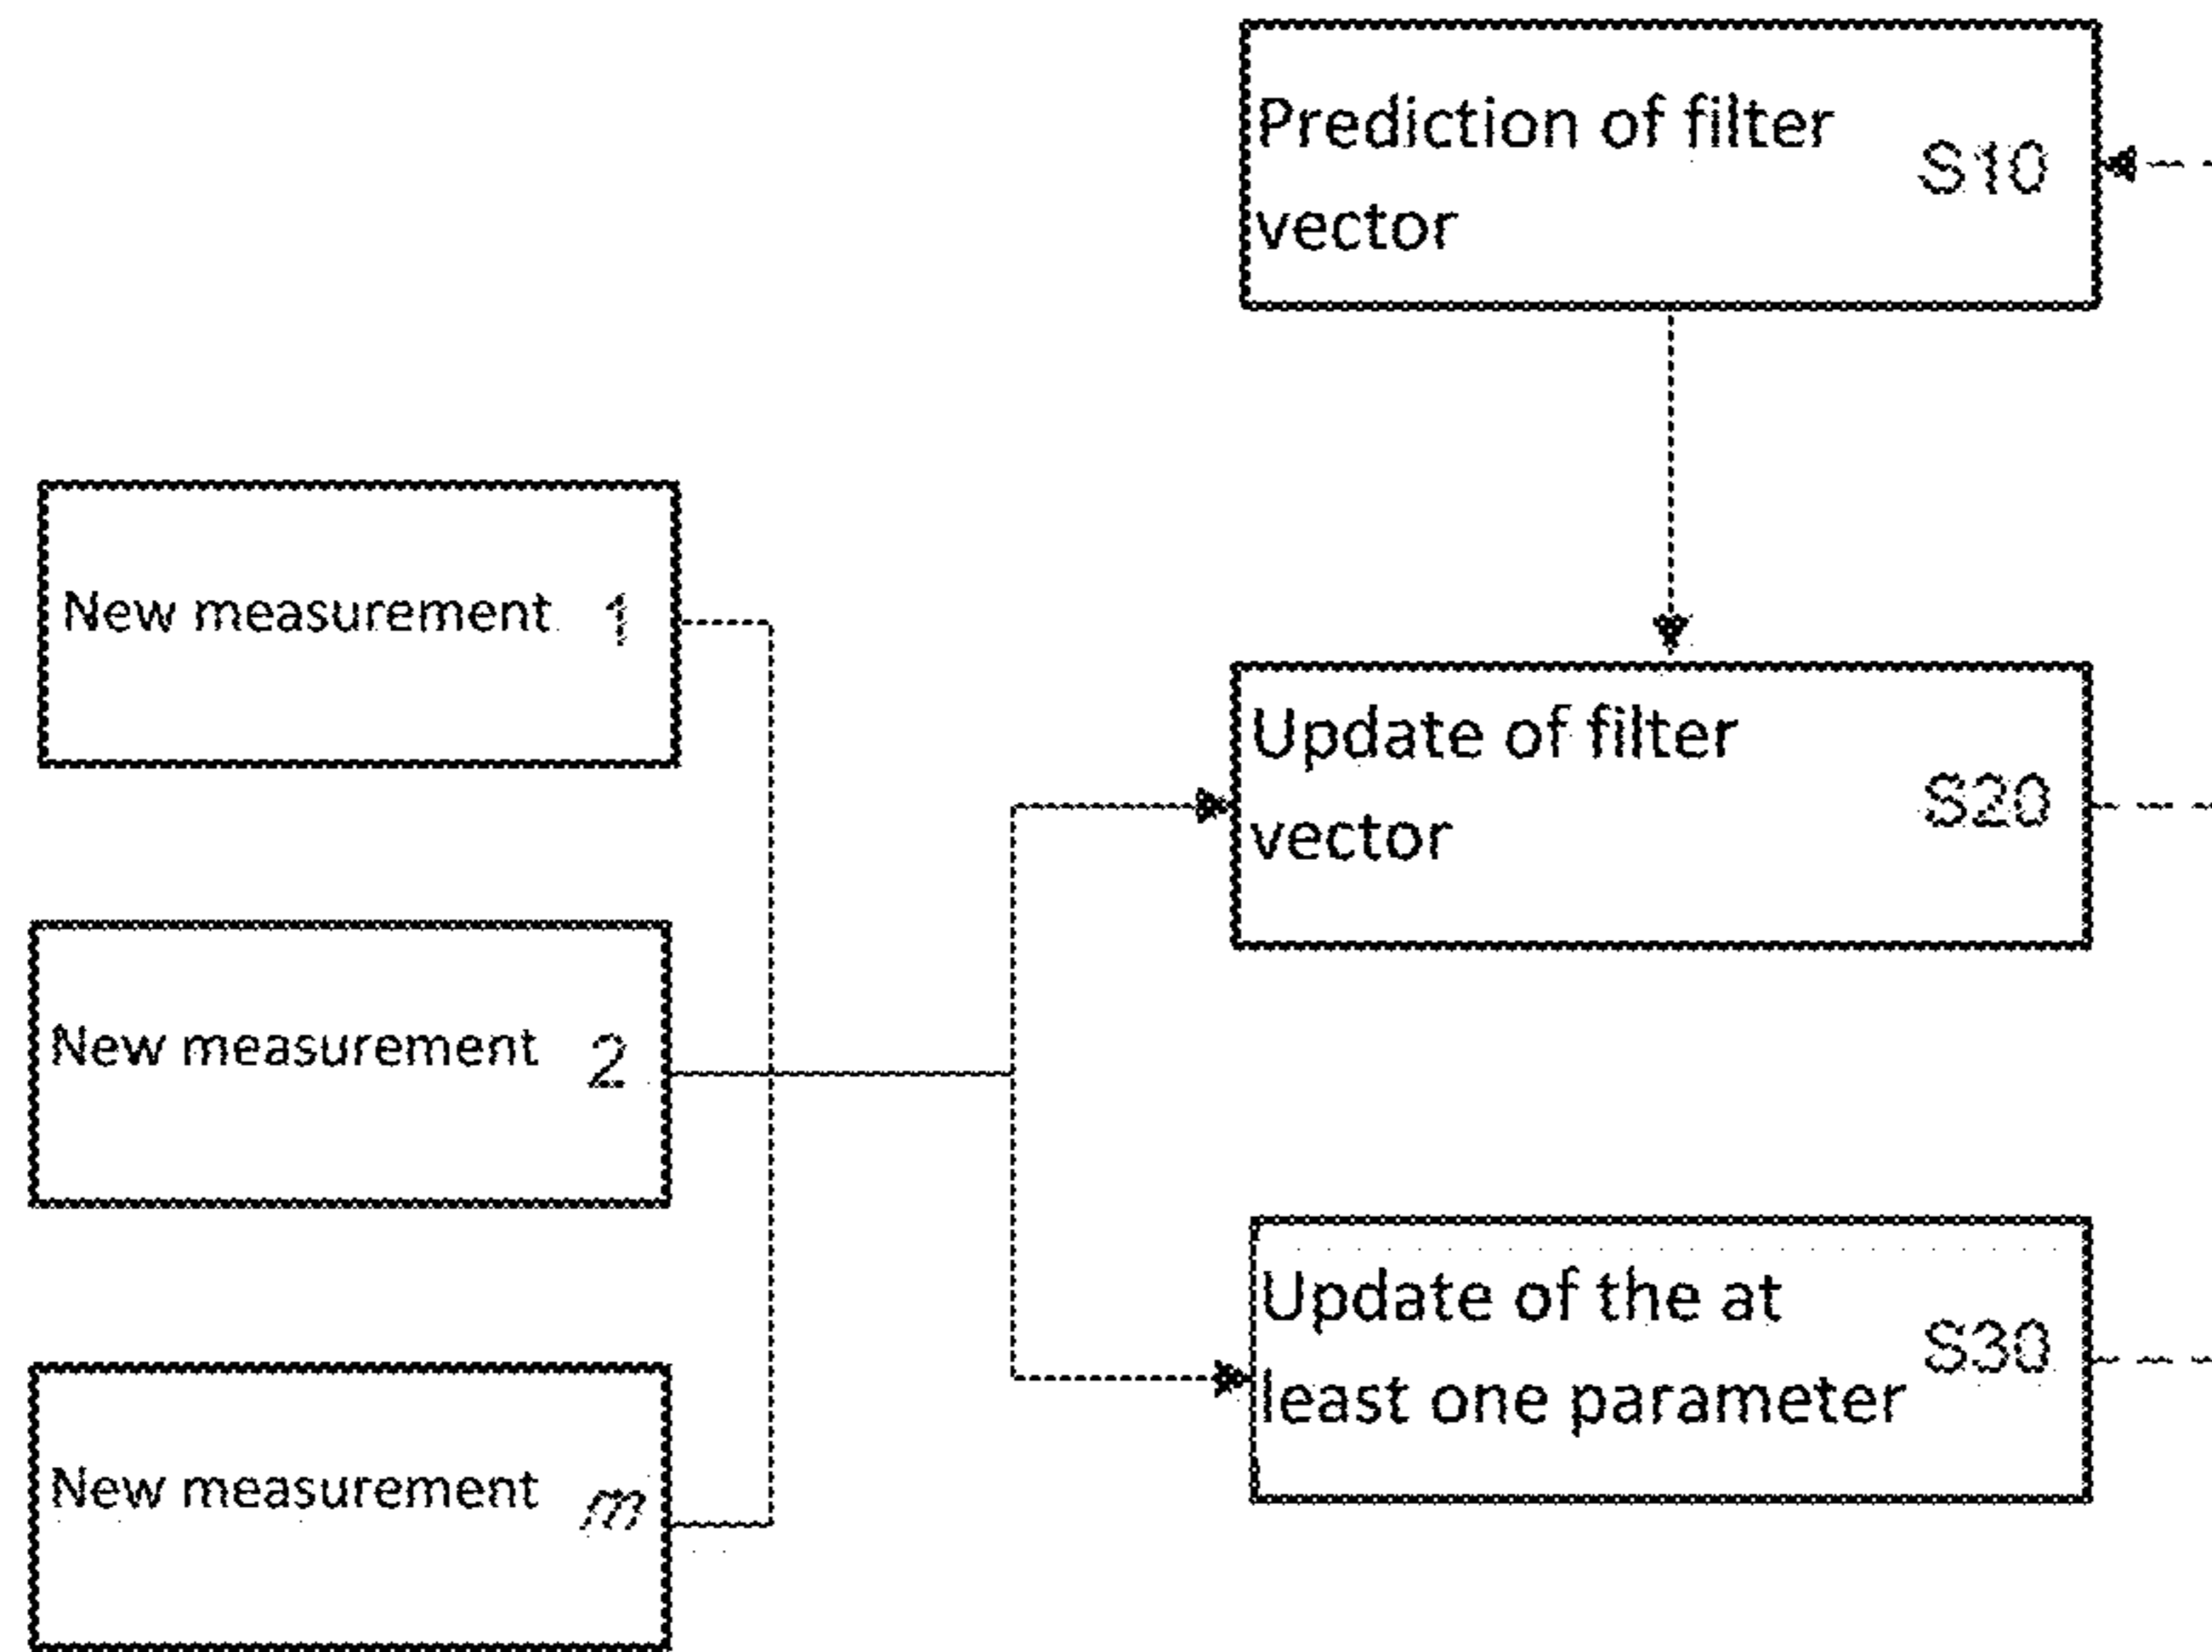 Prediction of filter
vector
S10
New measurement 1
Update of filter
vector
S20
New measurement 2
Update of the at
least one parameter
S30
New measurement m